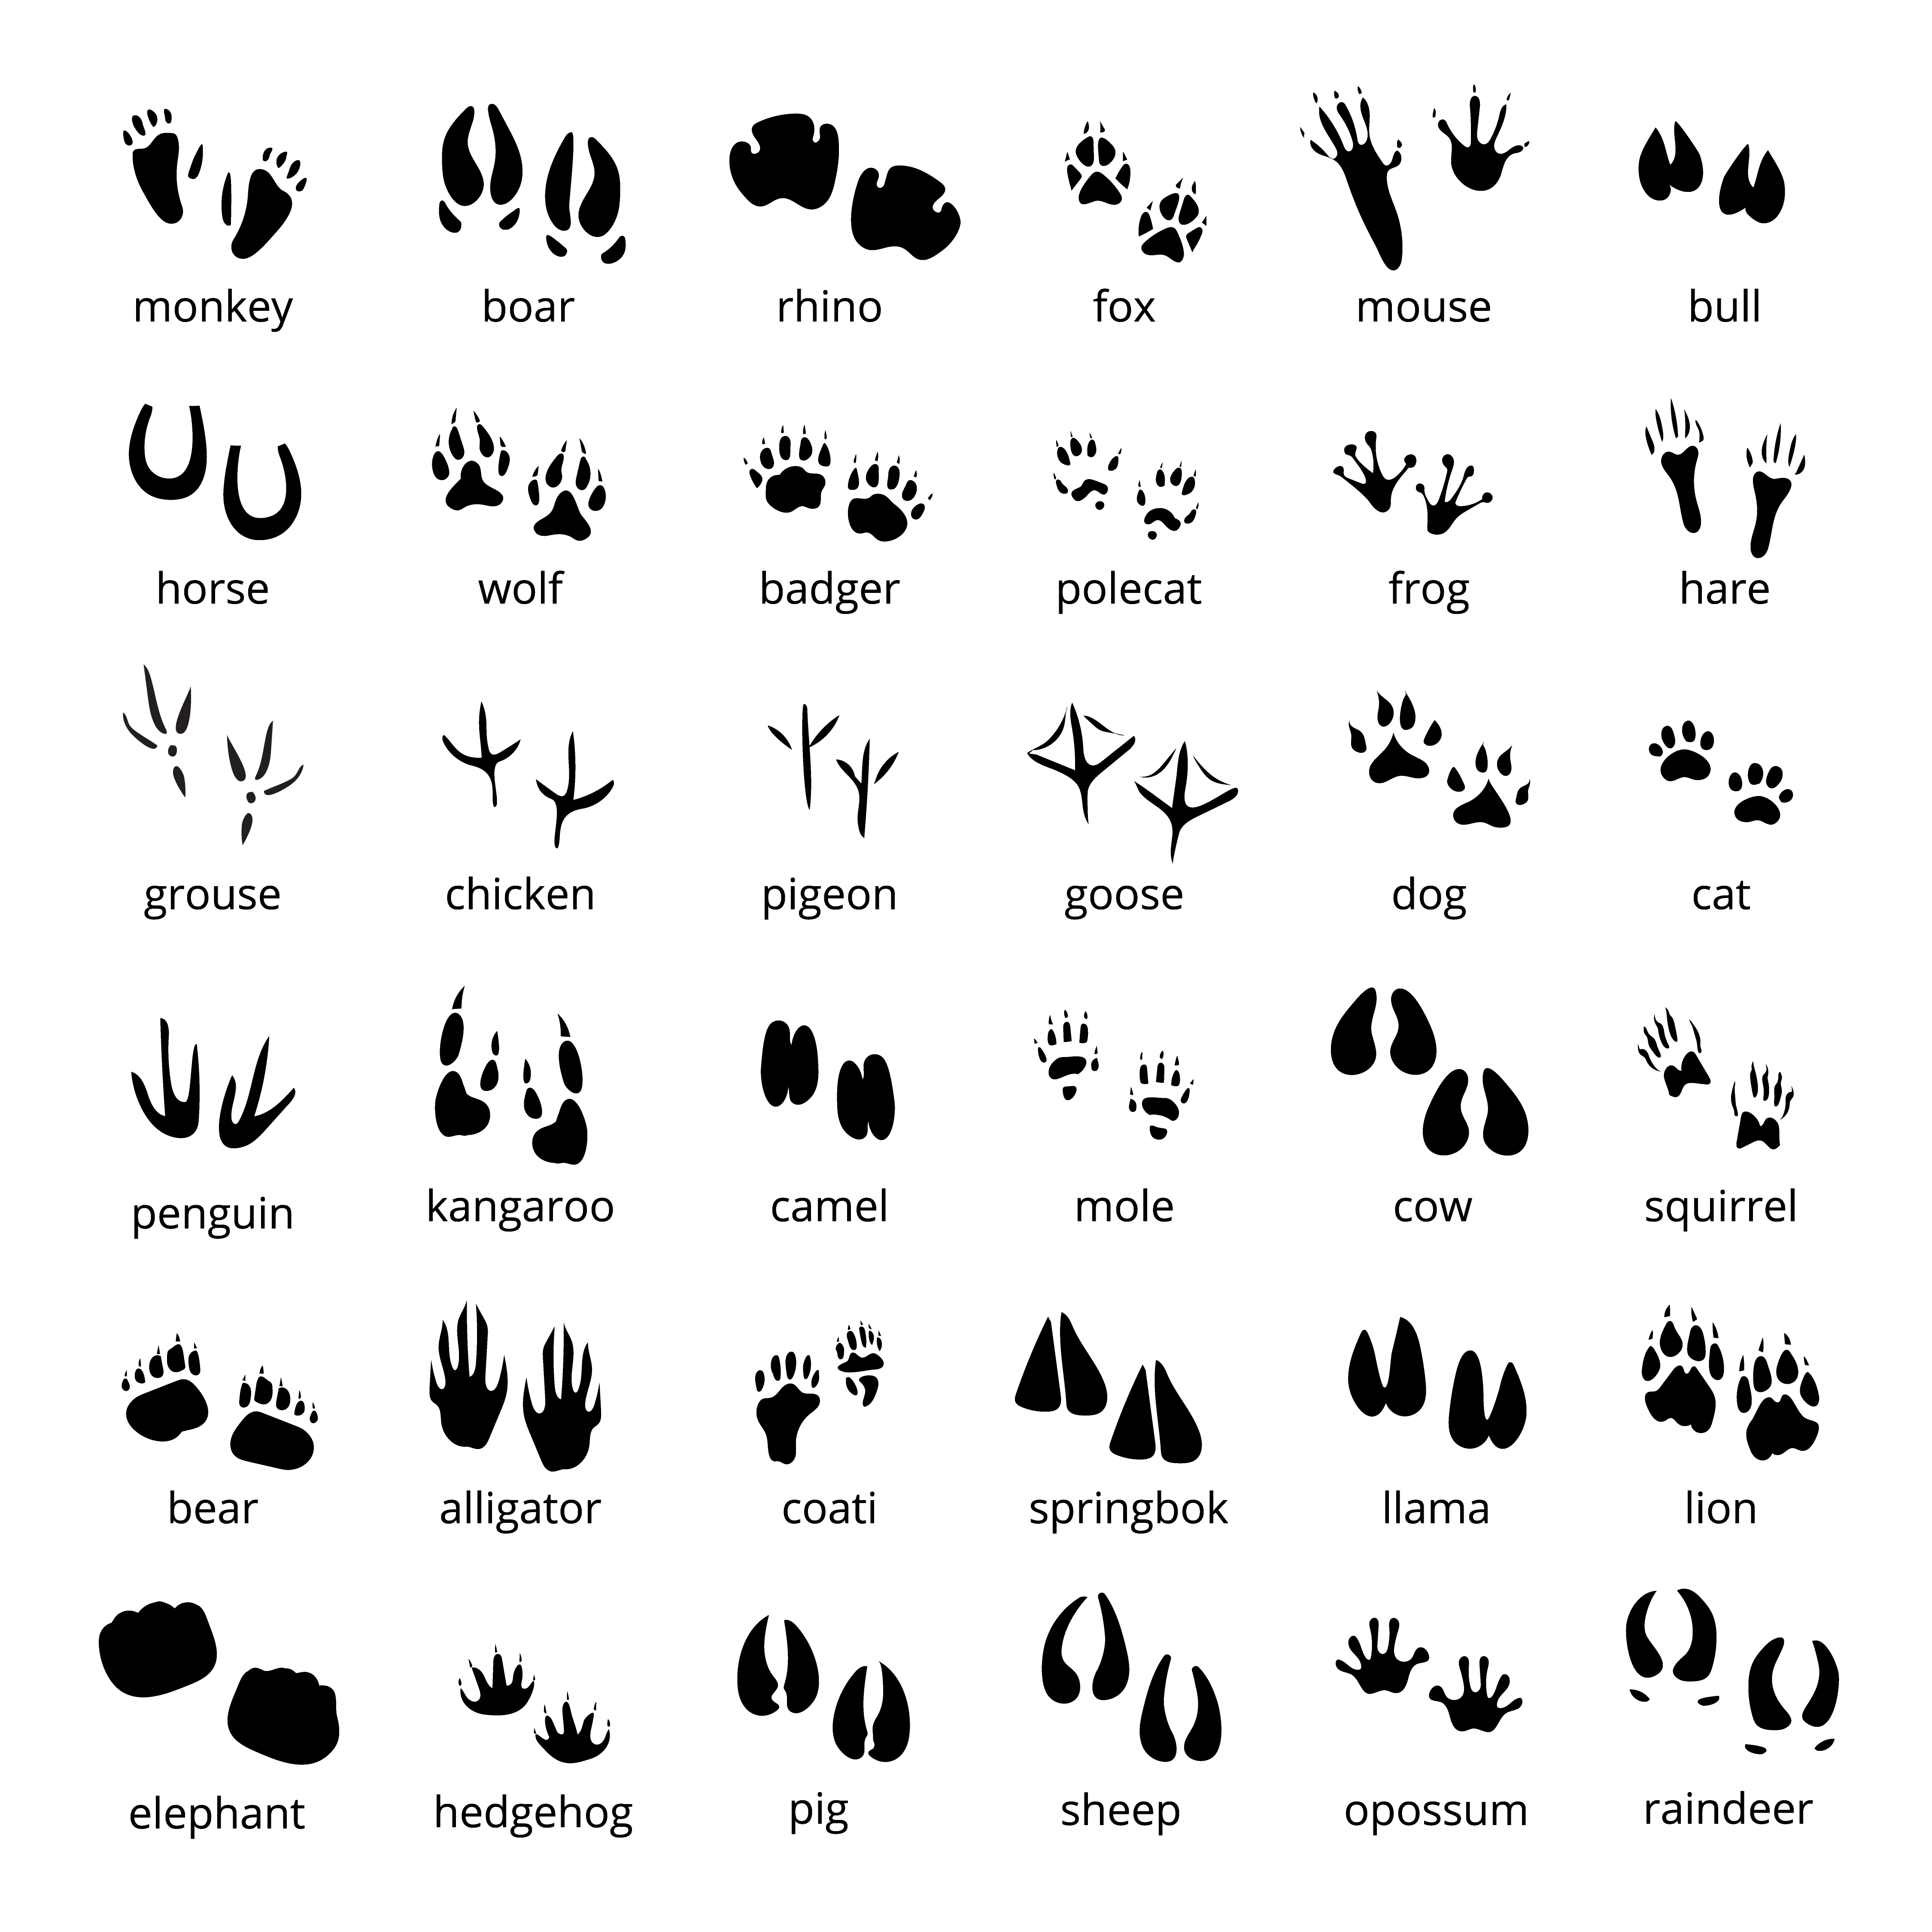 monkey boar rhino fox mouse bull
horse wolf badger polecat frog hare
grouse chicken pigeon goose dog cat
penguin kangaroo camel mole cow squirrel
bear alligator coati springbok llama lion
elephant hedgehog pig sheep opossum raindeer